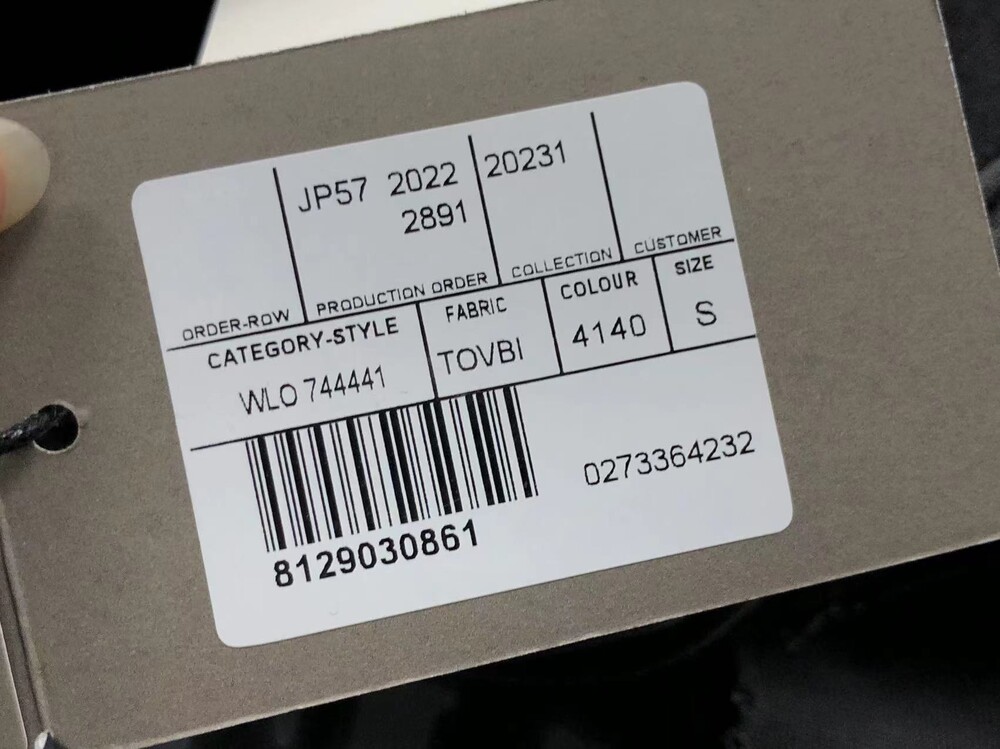 JP57 2022 20231
2891
ORDER-ROW PRODUCTION ORDER COLLECTION CUSTOMER
CATEGORY-STYLE FABRIC COLOUR SIZE
WLO 744441 TOVBI 4140 S
0273364232
8129030861